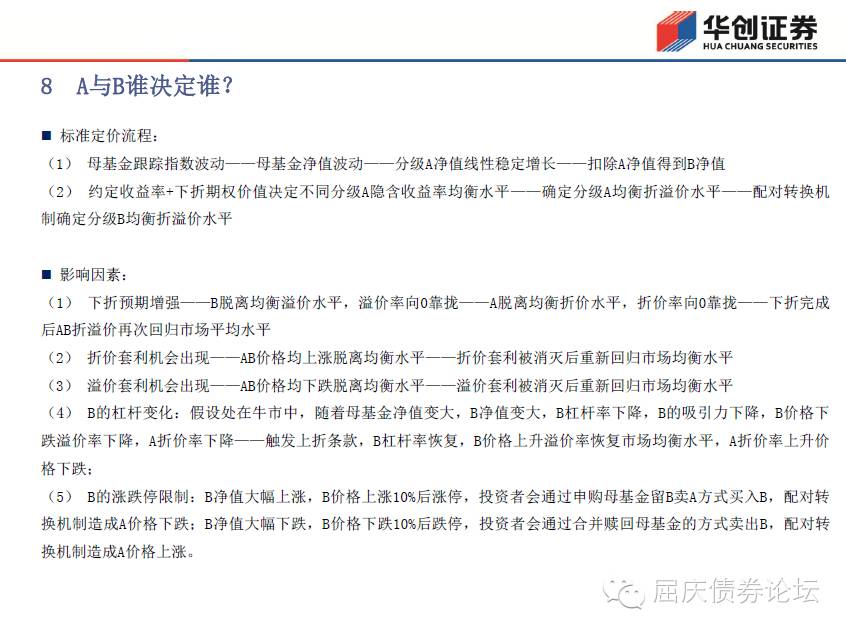 华创证券
HUA CHUANG SECURITIES
8 A与B谁决定谁?
■ 标准定价流程:
(1) 母基金跟踪指数波动——母基金净值波动——分级A净值线性稳定增长——扣除A净值得到B净值
(2) 约定收益率+下折期权价值决定不同分级A隐含收益率均衡水平——确定分级A均衡折溢价水平——配对转换机
制确定分级B均衡折溢价水平
■ 影响因素:
(1) 下折预期增强——B脱离均衡溢价水平,溢价率向0靠拢——A脱离均衡折价水平,折价率向0靠拢——下折完成
后AB折溢价再次回归市场平均水平
(2) 折价套利机会出现——AB价格均上涨脱离均衡水平——折价套利被消灭后重新回归市场均衡水平
(3) 溢价套利机会出现——AB价格均下跌脱离均衡水平——溢价套利被消灭后重新回归市场均衡水平
(4) B的杠杆变化:假设处在牛市中,随着母基金净值变大,B净值变大,B杠杆率下降,B的吸引力下降,B价格下
跌溢价率下降,A折价率下降——触发上折条款,B杠杆率恢复,B价格上升溢价率恢复市场均衡水平,A折价率上升价
格下跌;
(5) B的涨跌停限制:B净值大幅上涨,B价格上涨10%后涨停,投资者会通过申购母基金留B卖A方式买入B,配对转
换机制造成A价格下跌;B净值大幅下跌,B价格下跌10%后跌停,投资者会通过合并赎回母基金的方式卖出B,配对转
换机制造成A价格上涨。
屈庆债券论坛